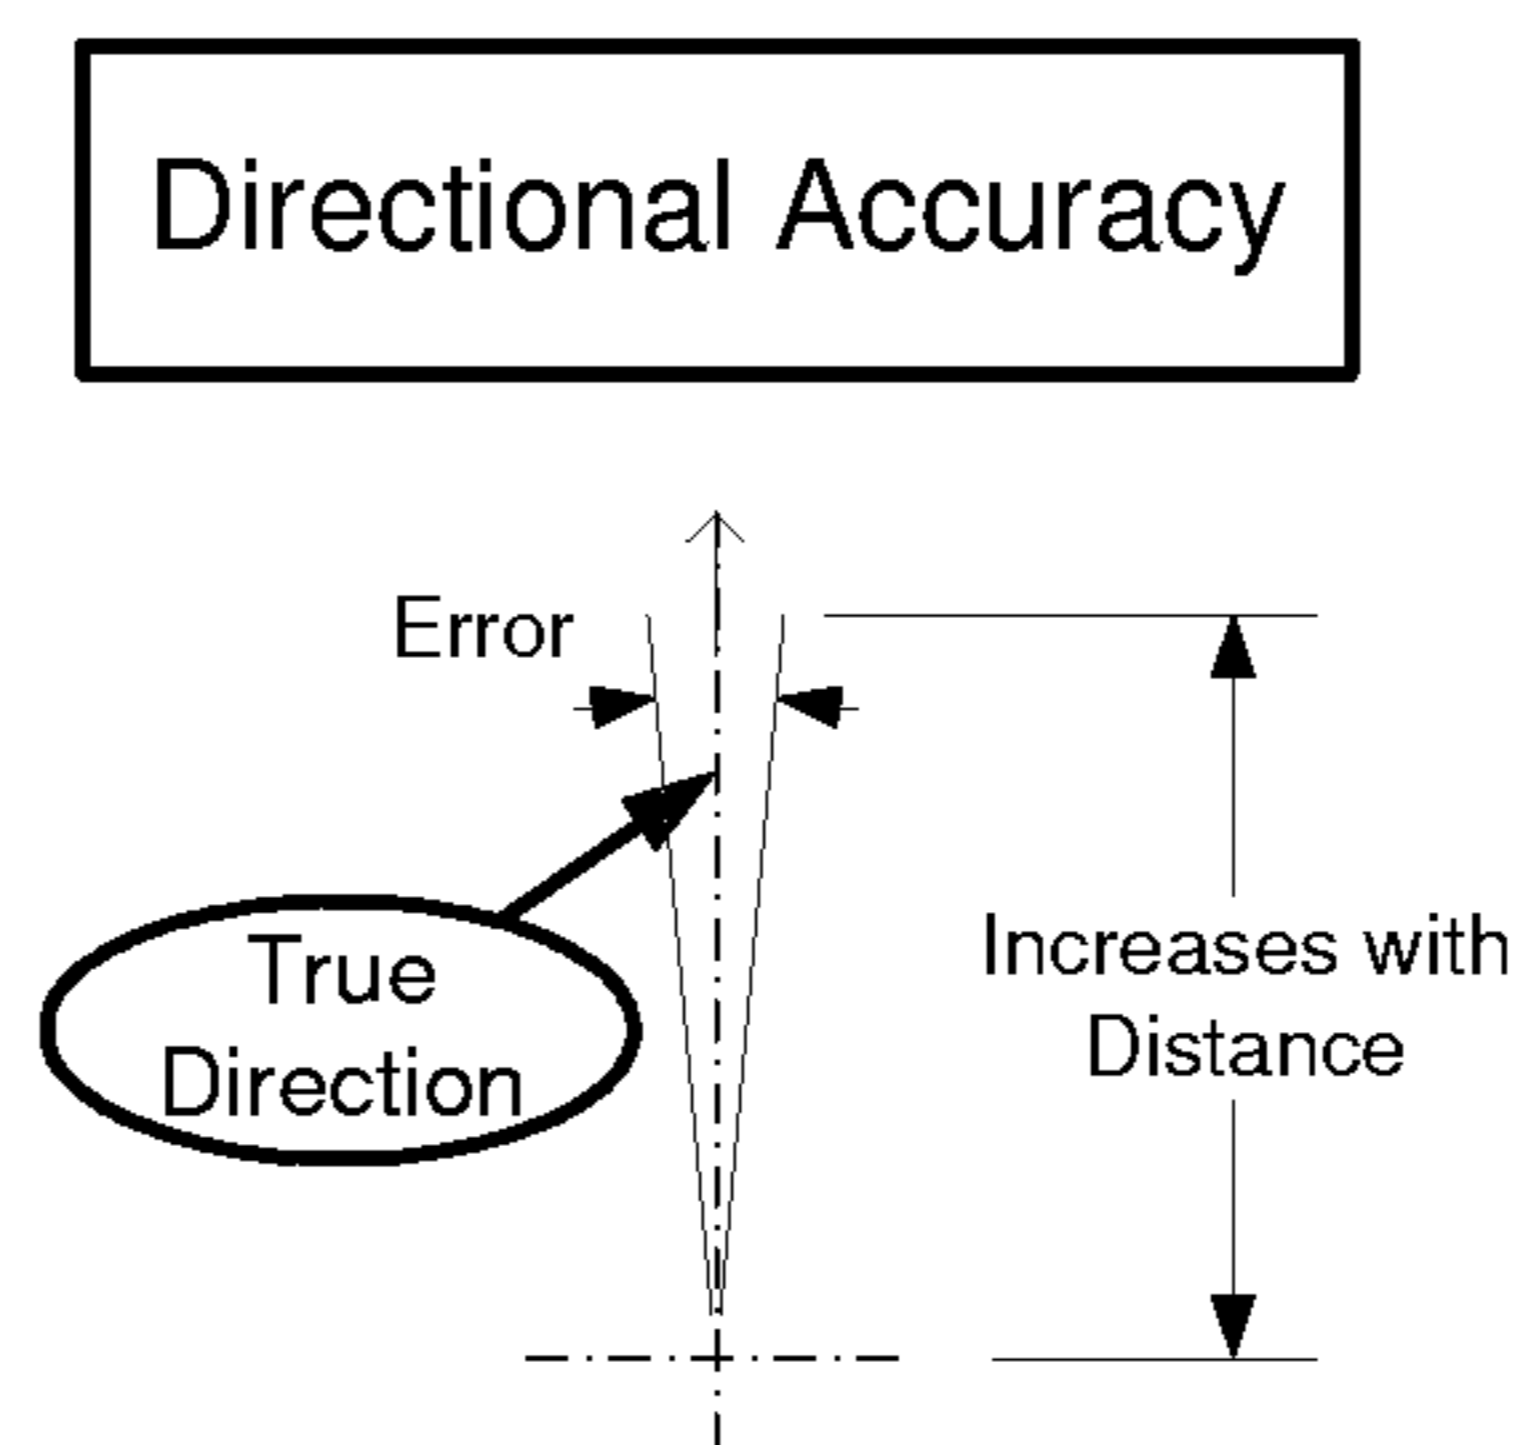 Directional Accuracy
Error
True
Direction
Increases with
Distance